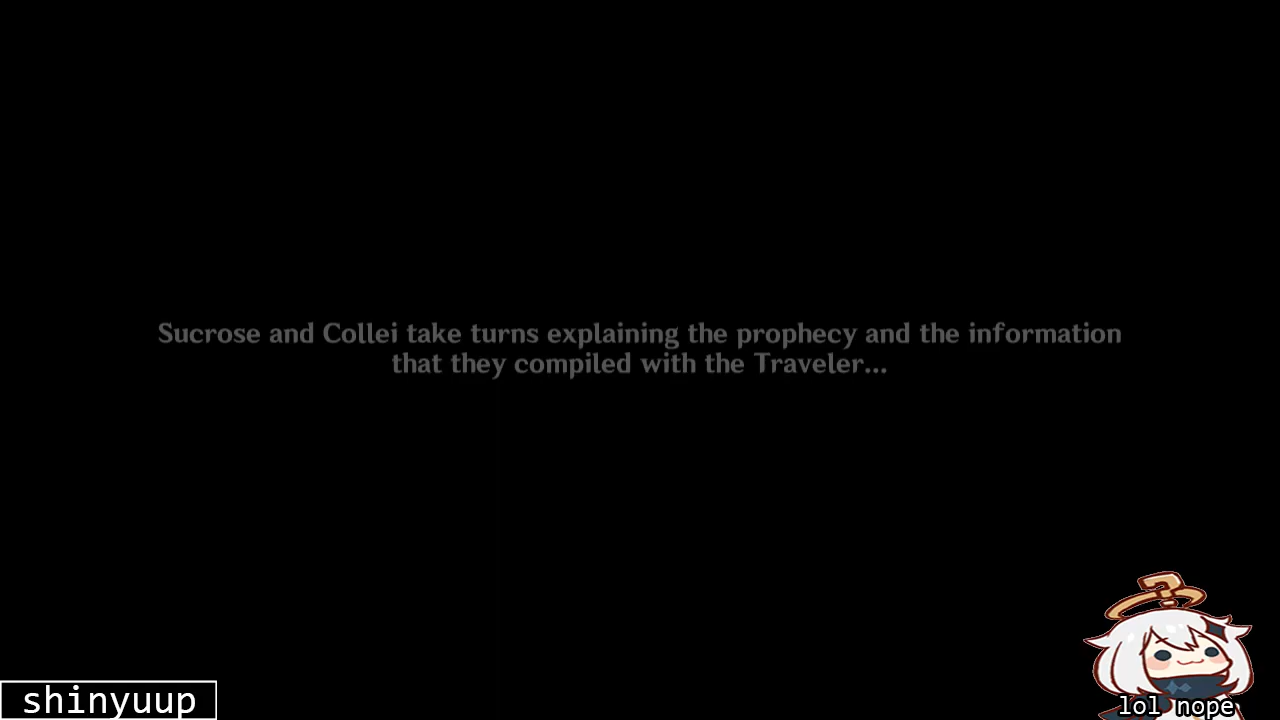 Sucrose and Collei take turns explaining the prophecy and the information
that they compiled with the Traveler...
shinyuup
lol nope